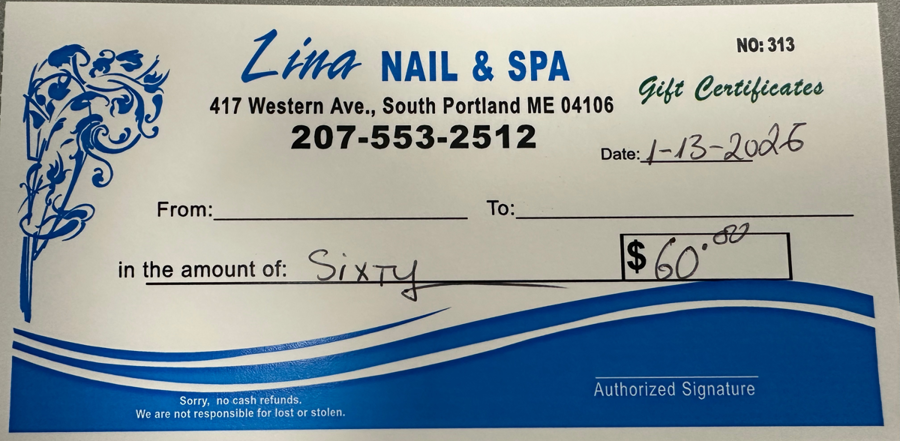 Lina NAIL & SPA
NO: 313
417 Western Ave., South Portland ME 04106
Gift Certificates
207-553-2512
Date: 1-13-2026
From:
To:
in the amount of: Sixty
$ 60.00
Authorized Signature
Sorry, no cash refunds.
We are not responsible for lost or stolen.